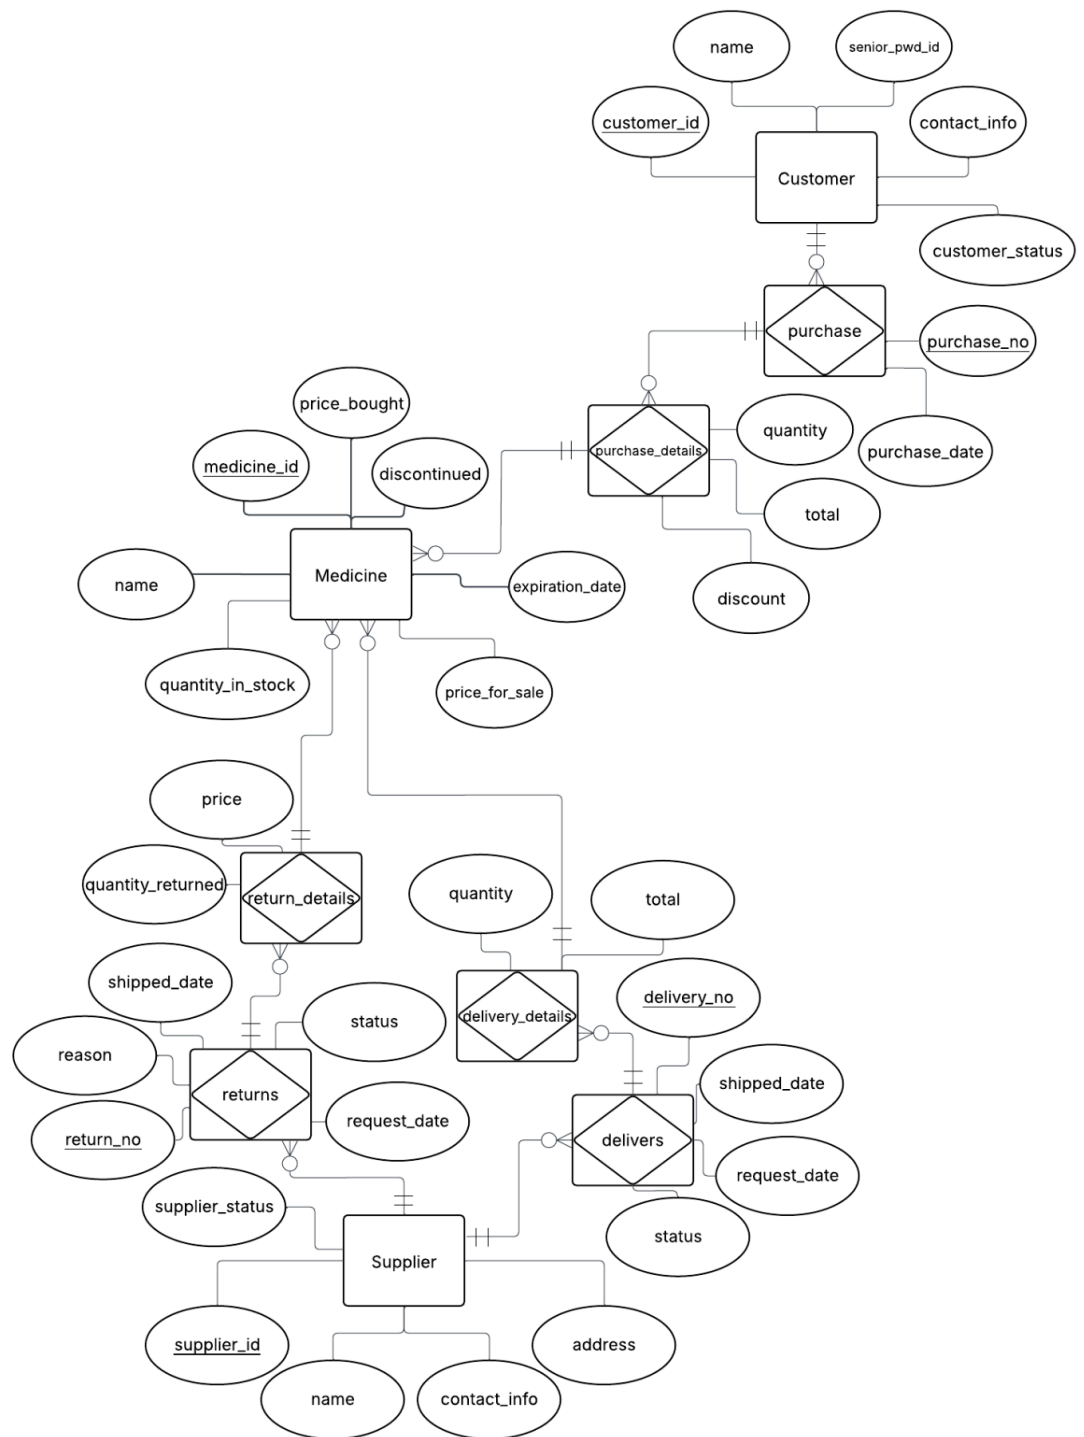 name
senior_pwd_id
customer_id
contact_info
Customer
customer_status
purchase
purchase_no
price_bought
quantity
purchase_details
purchase_date
medicine_id
discontinued
total
Medicine
name
expiration_date
discount
quantity_in_stock
price_for_sale
price
quantity_returned
return_details
quantity
total
shipped_date
delivery_no
status
delivery_details
reason
shipped_date
returns
request_date
return_no
delivers
request_date
supplier_status
status
Supplier
supplier_id
address
name
contact_info